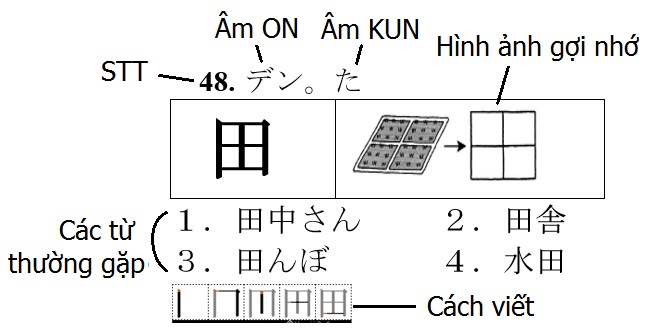 Âm ON Âm KUN
Hình ảnh gợi nhớ
STT
48. デン。た
田
1. 田中さん 2. 田舎
Các từ thường gặp
3. 田んぼ 4. 水田
Cách viết